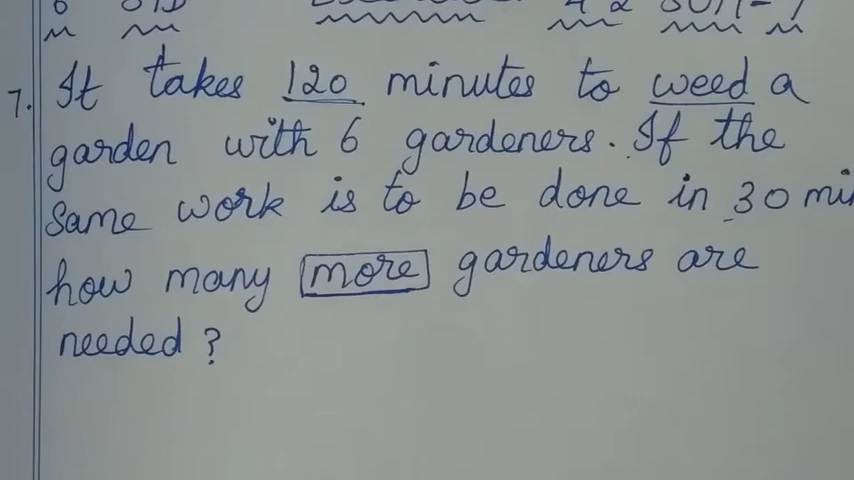 7. It takes 120 minutes to weed a
garden with 6 gardeners. If the
same work is to be done in 30
how many more gardeners are
needed?